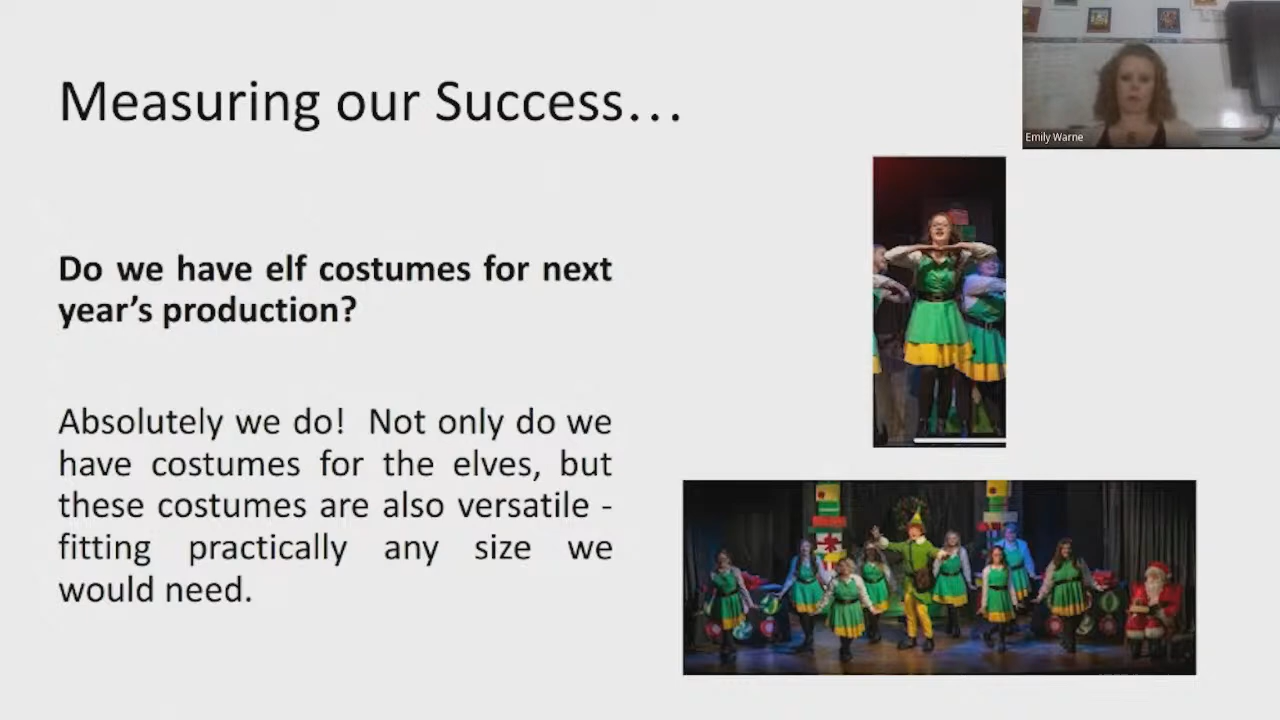 Measuring our Success...
Emily Warne
Do we have elf costumes for next
year's production?
Absolutely we do!  Not only do we
have costumes for the elves, but
these costumes are also versatile -
fitting practically any size we
would need.